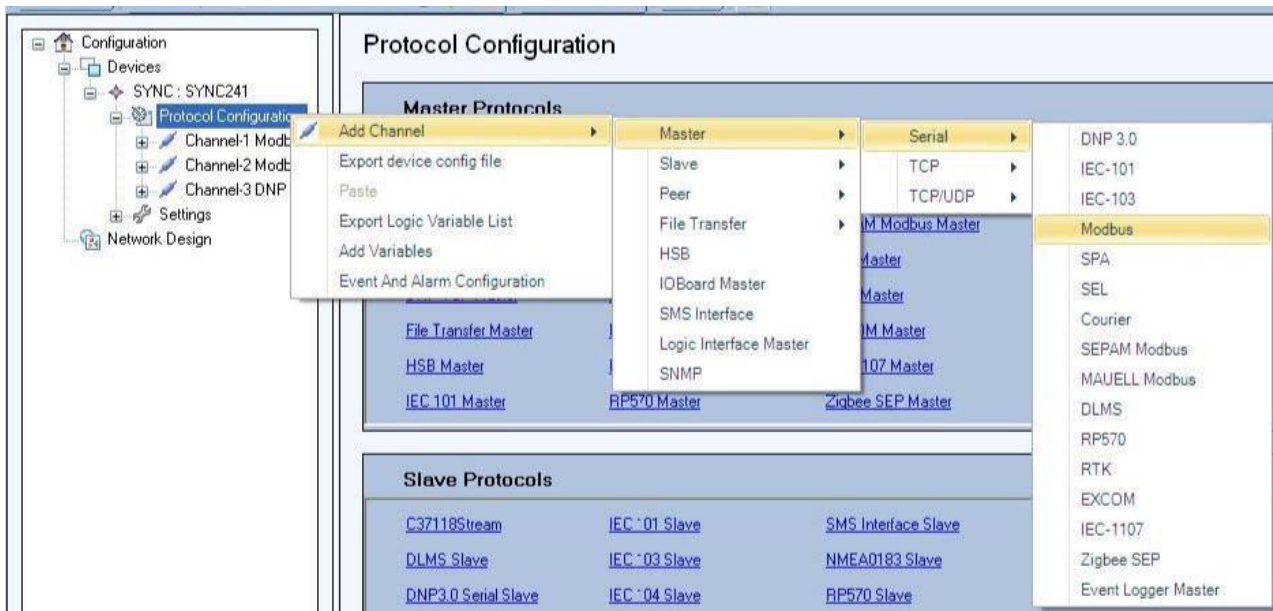 Configuration
Devices
SYNC : SYNC241
Protocol Configuratio
Channel-1 Modb
Channel-2 Modb
Channel-3 DNP
Settings
Network Design
Protocol Configuration
Master Protocols
Add Channel
Export device config file
Paste
Export Logic Variable List
Add Variables
Event And Alarm Configuration
Master
Slave
Peer
File Transfer
HSB
IOBoard Master
SMS Interface
Logic Interface Master
SNMP
Serial
TCP
TCP/UDP
DNP 3.0
IEC-101
IEC-103
Modbus
SPA
SEL
Courier
SEPAM Modbus
MAUELL Modbus
DLMS
RP570
RTK
EXCOM
IEC-1107
Zigbee SEP
Event Logger Master
M Modbus Master
Master
Master
File Transfer Master
M Master
HSB Master
107 Master
IEC 101 Master RP570 Master Zigbee SEP Master
Slave Protocols
C37118Stream IEC 101 Slave SMS Interface Slave
DLMS Slave IEC 103 Slave NMEA0183 Slave
DNP3.0 Serial Slave IEC 104 Slave RP570 Slave